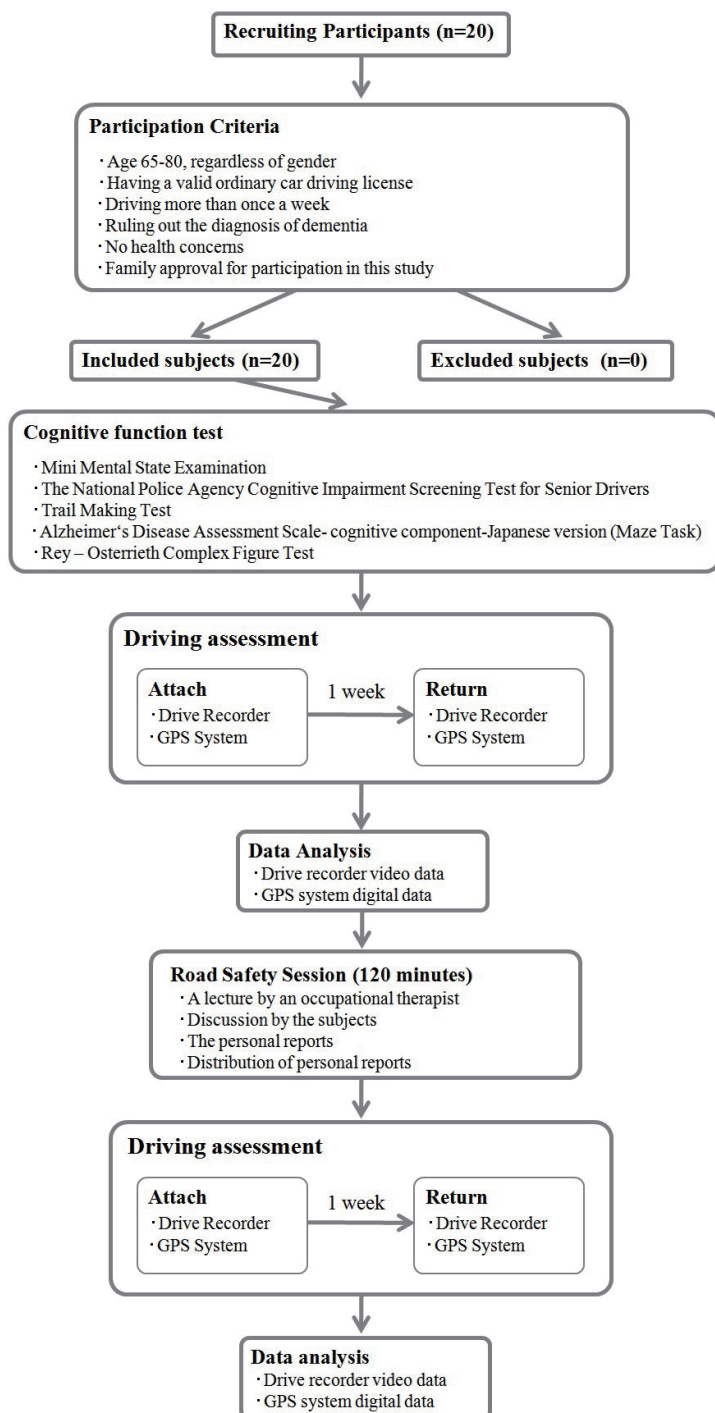 Recruiting Participants (n=20)
Participation Criteria
・Age 65-80, regardless of gender
・Having a valid ordinary car driving license
・Driving more than once a week
・Ruling out the diagnosis of dementia
・No health concerns
・Family approval for participation in this study
Included subjects (n=20)
Excluded subjects (n=0)
Cognitive function test
・Mini Mental State Examination
・The National Police Agency Cognitive Impairment Screening Test for Senior Drivers
・Trail Making Test
・Alzheimer‘s Disease Assessment Scale- cognitive component-Japanese version (Maze Task)
・Rey – Osterrieth Complex Figure Test
Driving assessment
Attach
・Drive Recorder
・GPS System
1 week
Return
・Drive Recorder
・GPS System
Data Analysis
・Drive recorder video data
・GPS system digital data
Road Safety Session (120 minutes)
・A lecture by an occupational therapist
・Discussion by the subjects
・The personal reports
・Distribution of personal reports
Driving assessment
Attach
・Drive Recorder
・GPS System
1 week
Return
・Drive Recorder
・GPS System
Data analysis
・Drive recorder video data
・GPS system digital data